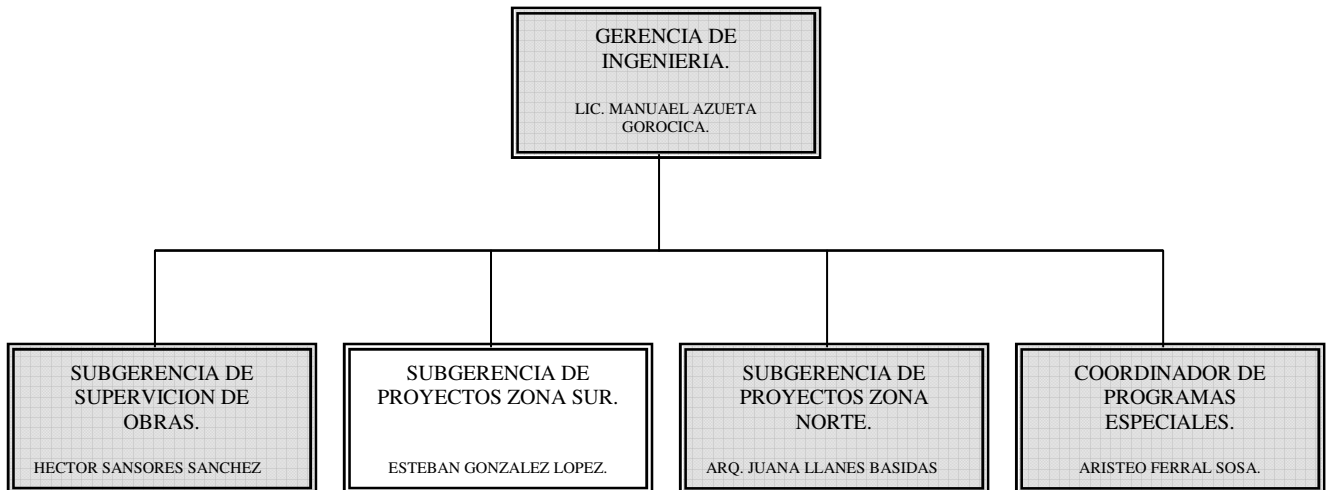 GERENCIA DE
INGENIERIA.
LIC. MANUAEL AZUETA
GOROCICA.
SUBGERENCIA DE
SUPERVICION DE
OBRAS.
HECTOR SANSORES SANCHEZ
SUBGERENCIA DE
PROYECTOS ZONA SUR.
ESTEBAN GONZALEZ LOPEZ.
SUBGERENCIA DE
PROYECTOS ZONA
NORTE.
ARQ. JUANA LLANES BASIDAS
COORDINADOR DE
PROGRAMAS
ESPECIALES.
ARISTEO FERRAL SOSA.